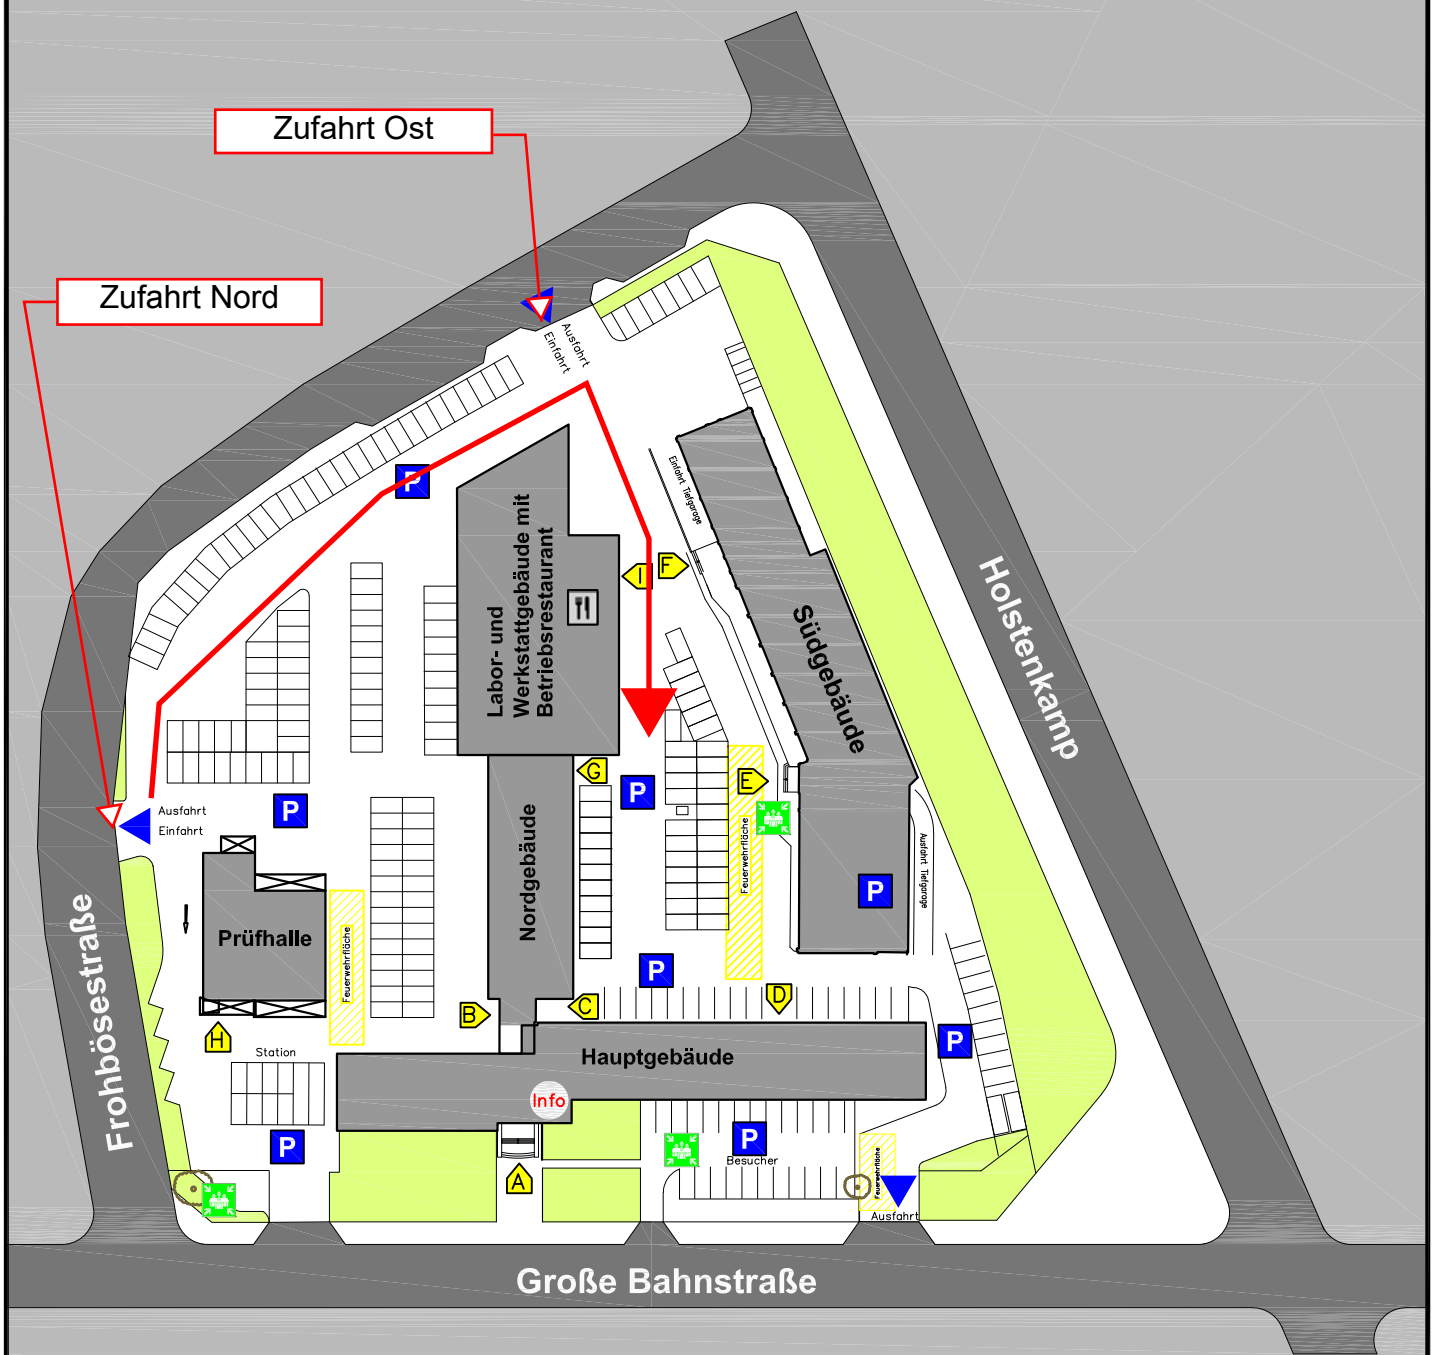 Zufahrt Ost
Zufahrt Nord
Ausfahrt
Einfahrt
P
Einfahrt Tiefgarage
Labor- und
Werkstattgebäude mit
Betriebsrestaurant
I
F
Südgebäude
Holstenkamp
G
P
E
Ausfahrt
Einfahrt
P
Feuerwehrfläche
Ausfahrt Tiefgarage
Nordgebäude
P
Prüfhalle
Feuerwehrfläche
Frohbösestraße
P
B
C
D
H
Station
P
Hauptgebäude
Info
P
P
Besucher
A
Feuerwehrfläche
Ausfahrt
Große Bahnstraße